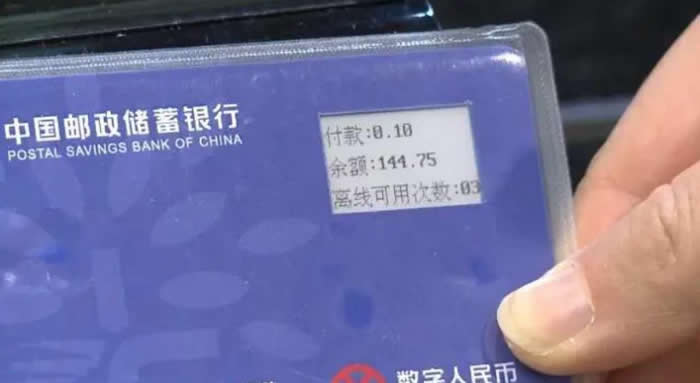 中国邮政储蓄银行
POSTAL SAVINGS BANK OF CHINA
付款:0.10
余额:144.75
离线可用次数:03
数字人民币